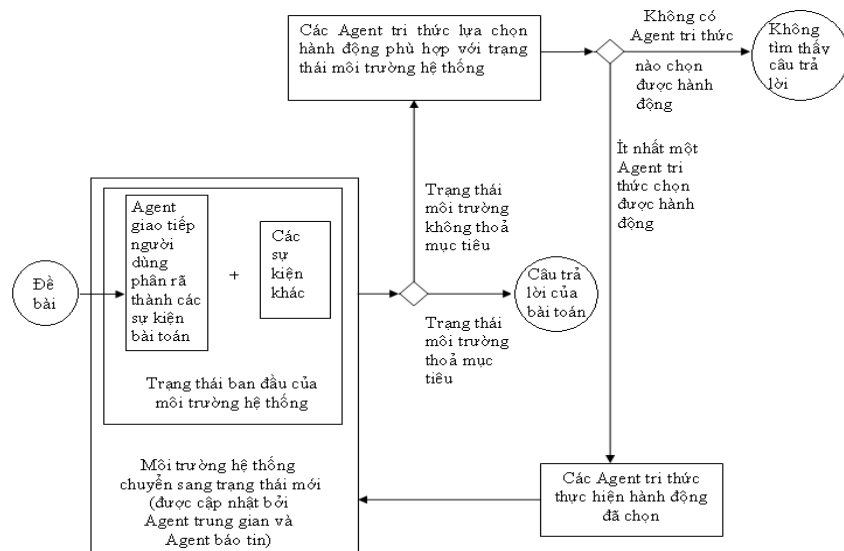 Các Agent tri thức lựa chọn
hành động phù hợp với trạng
thái môi trường hệ thống
Không có
Agent tri thức
nào chọn
được hành
động
Không
tìm thấy
câu trả
lời
Ít nhất một
Agent tri
thức chọn
được hành
động
Trạng thái
môi trường
không thoả
mục tiêu
Đề
bài
Agent
giao tiếp
người
dùng
phân rã
thành các
sự kiện
bài toán
+
Các
sự
kiện
khác
Trạng thái ban đầu của
môi trường hệ thống
Câu trả
lời của
bài toán
Trạng thái
môi trường
thoả mục
tiêu
Môi trường hệ thống
chuyển sang trạng thái mới
(được cập nhật bởi
Agent trung gian và
Agent báo tin)
Các Agent tri thức
thực hiện hành động
đã chọn